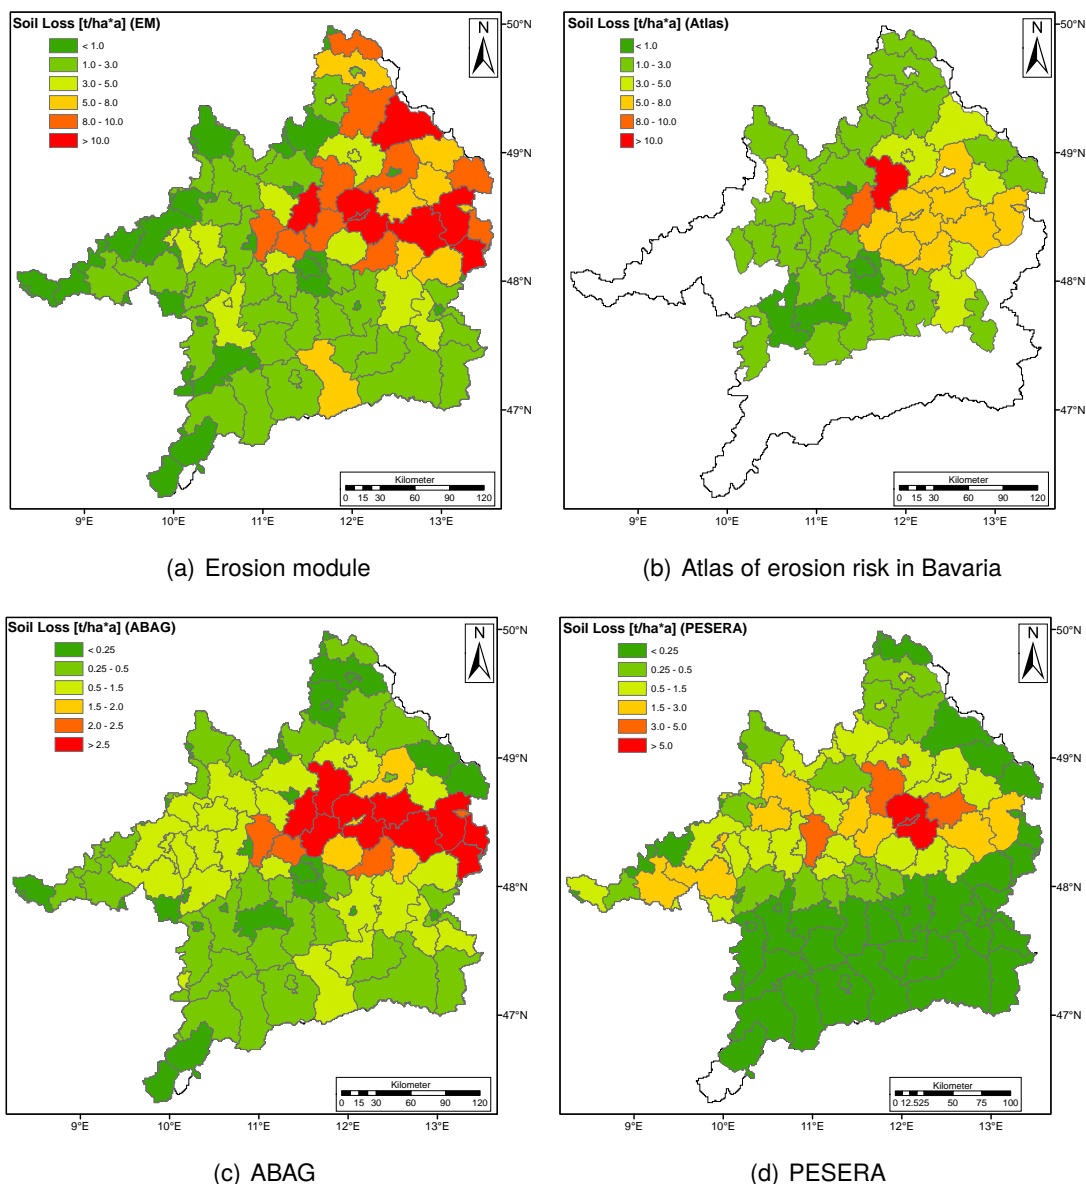 Soil Loss [t/ha*a] (EM)
< 1.0
1.0 - 3.0
3.0 - 5.0
5.0 - 8.0
8.0 - 10.0
> 10.0
N
50°N
49°N
48°N
47°N
Kilometer
0 15 30 60 90 120
9°E 10°E 11°E 12°E 13°E
(a) Erosion module
Soil Loss [t/ha*a] (Atlas)
< 1.0
1.0 - 3.0
3.0 - 5.0
5.0 - 8.0
8.0 - 10.0
> 10.0
N
50°N
49°N
48°N
47°N
Kilometer
0 15 30 60 90 120
9°E 10°E 11°E 12°E 13°E
(b) Atlas of erosion risk in Bavaria
Soil Loss [t/ha*a] (ABAG)
< 0.25
0.25 - 0.5
0.5 - 1.5
1.5 - 2.0
2.0 - 2.5
> 2.5
N
50°N
49°N
48°N
47°N
Kilometer
0 15 30 60 90 120
9°E 10°E 11°E 12°E 13°E
(c) ABAG
Soil Loss [t/ha*a] (PESERA)
< 0.25
0.25 - 0.5
0.5 - 1.5
1.5 - 3.0
3.0 - 5.0
> 5.0
N
50°N
49°N
48°N
47°N
Kilometer
0 12.525 50 75 100
9°E 10°E 11°E 12°E 13°E
(d) PESERA